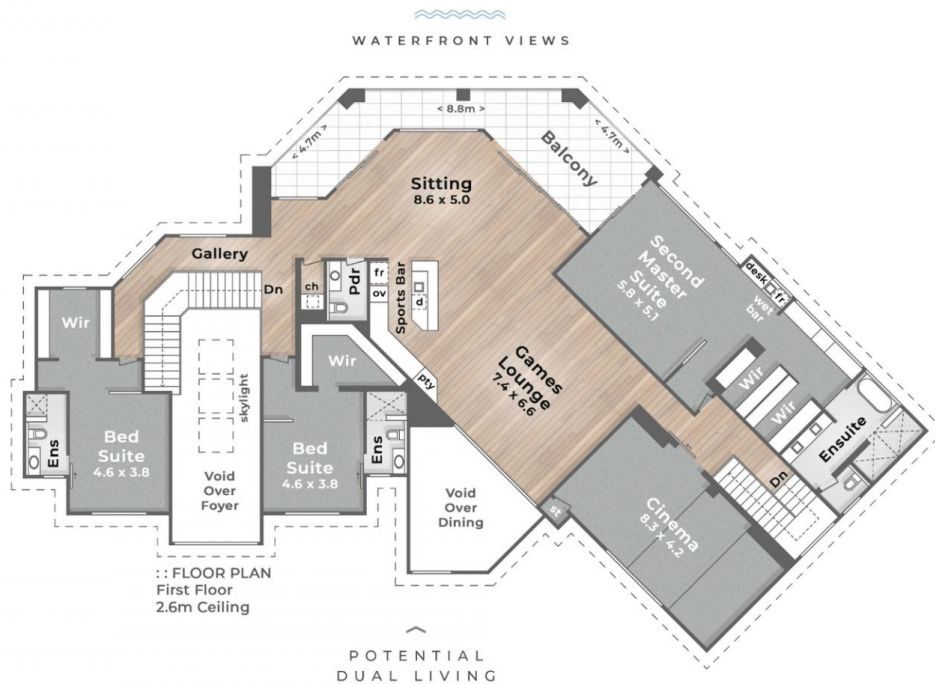 WATERFRONT VIEWS
< 8.8m >
< 4.7m >
< 4.7m >
Balcony
Sitting
8.6 x 5.0
Gallery
Dn
ch
Pdr
fr
ov
Sports Bar
d
pty
Second
Master
Suite
5.8 x 5.1
desk
fr
wet
bar
Wir
Wir
Wir
Wir
Games
Lounge
7.4 x 6.6
skylight
Ens
Bed
Suite
4.6 x 3.8
Void
Over
Foyer
Bed
Suite
4.6 x 3.8
Ens
Void
Over
Dining
st
Cinema
8.3 x 4.2
Dn
Ensuite
:: FLOOR PLAN
First Floor
2.6m Ceiling
POTENTIAL
DUAL LIVING